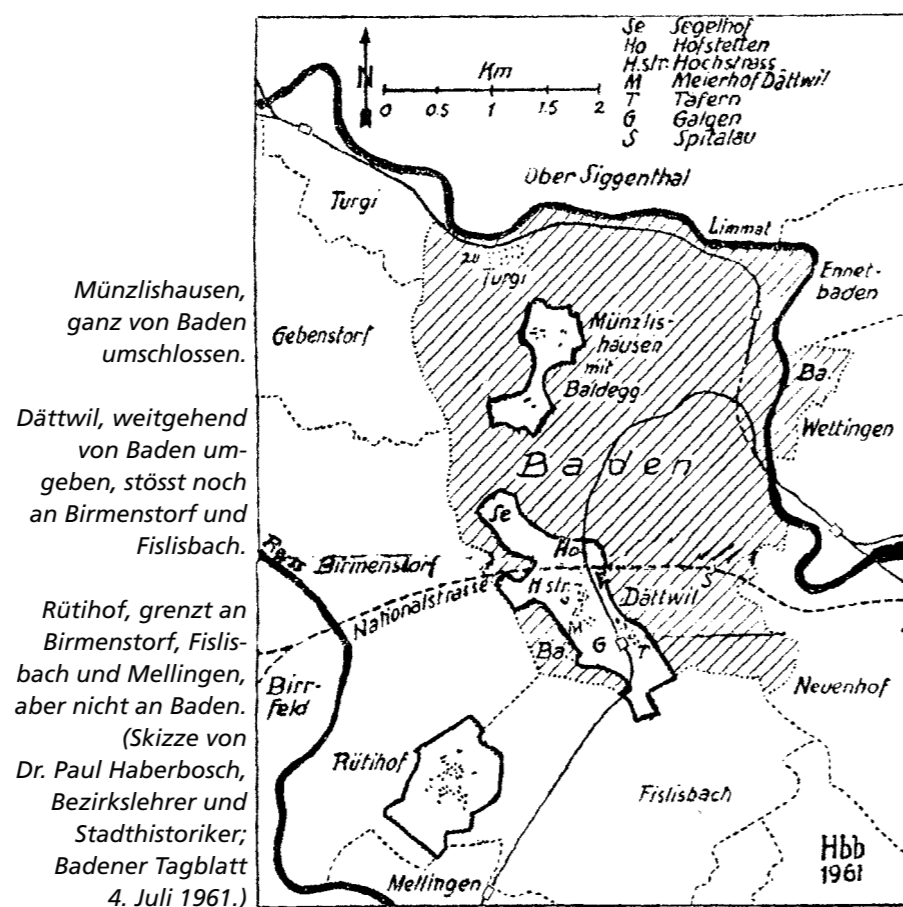 Münzlishausen,
ganz von Baden
umschlossen.
Dättwil, weitgehend
von Baden um-
geben, stösst noch
an Birmenstorf und
Fislisbach.
Rütihof, grenzt an
Birmenstorf, Fislis-
bach und Mellingen,
aber nicht an Baden.
(Skizze von
Dr. Paul Haberbosch,
Bezirkslehrer und
Stadthistoriker;
Badener Tagblatt
4. Juli 1961.)
Se Segelhof
Ho Hofstetten
H.str. Hochstrass
M Meierhof Dättwil
T Tafern
G Galgen
S Spitalau
N
Km
0 0.5 1 1.5 2
Ober Siggenthal
Turgi
Limmat
zu
Turgi
Ennet-
baden
Gebenstorf
Münzlis-
hausen
mit
Baldegg
Ba.
Wettingen
Baden
Se
Ho
Reuss
Birmenstorf
S
Nationalstrasse
H.str.
Dättwil
M
G
T
Ba.
Birr-
feld
Neuenhof
Rütihof
Fislisbach
Mellingen
Hbb
1961